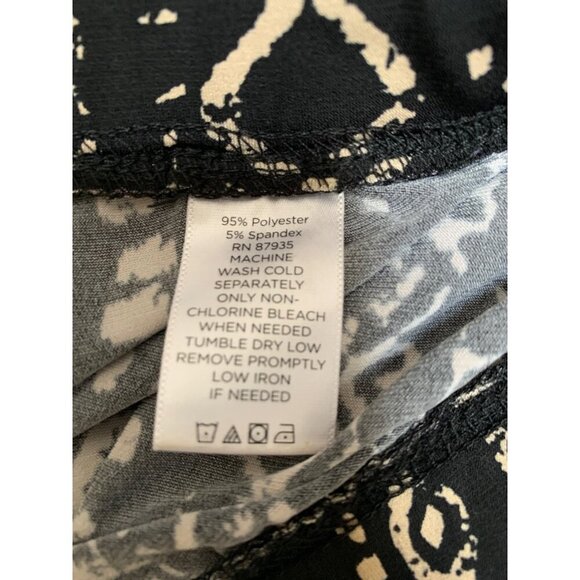 95% Polyester
5% Spandex
RN 87935
MACHINE
WASH COLD
SEPARATELY
ONLY NON-
CHLORINE BLEACH
WHEN NEEDED
TUMBLE DRY LOW
REMOVE PROMPTLY
LOW IRON
IF NEEDED